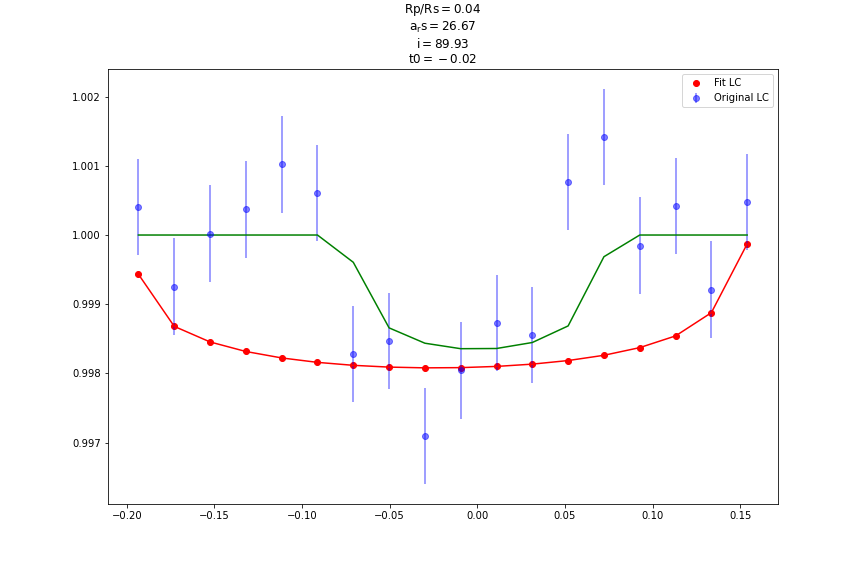 Rp/Rs = 0.04
aᵣs = 26.67
i = 89.93
t0 = −0.02
Fit LC
Original LC
1.002
1.001
1.000
0.999
0.998
0.997
−0.20 −0.15 −0.10 −0.05 0.00 0.05 0.10 0.15